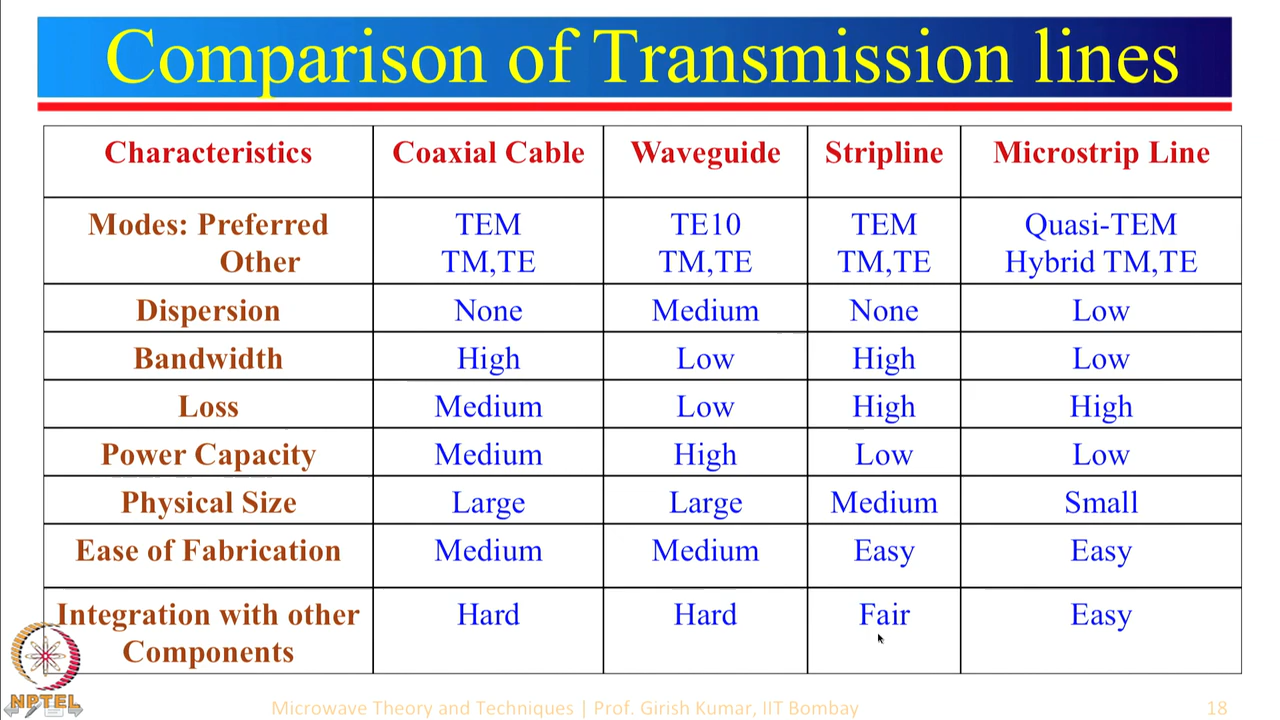 Comparison of Transmission lines
Characteristics Coaxial Cable Waveguide Stripline Microstrip Line
Modes: Preferred TEM TE10 TEM Quasi-TEM
Other TM,TE TM,TE TM,TE Hybrid TM,TE
Dispersion None Medium None Low
Bandwidth High Low High Low
Loss Medium Low High High
Power Capacity Medium High Low Low
Physical Size Large Large Medium Small
Ease of Fabrication Medium Medium Easy Easy
Integration with other Hard Hard Fair Easy
Components
NPTEL
Microwave Theory and Techniques | Prof. Girish Kumar, IIT Bombay 18